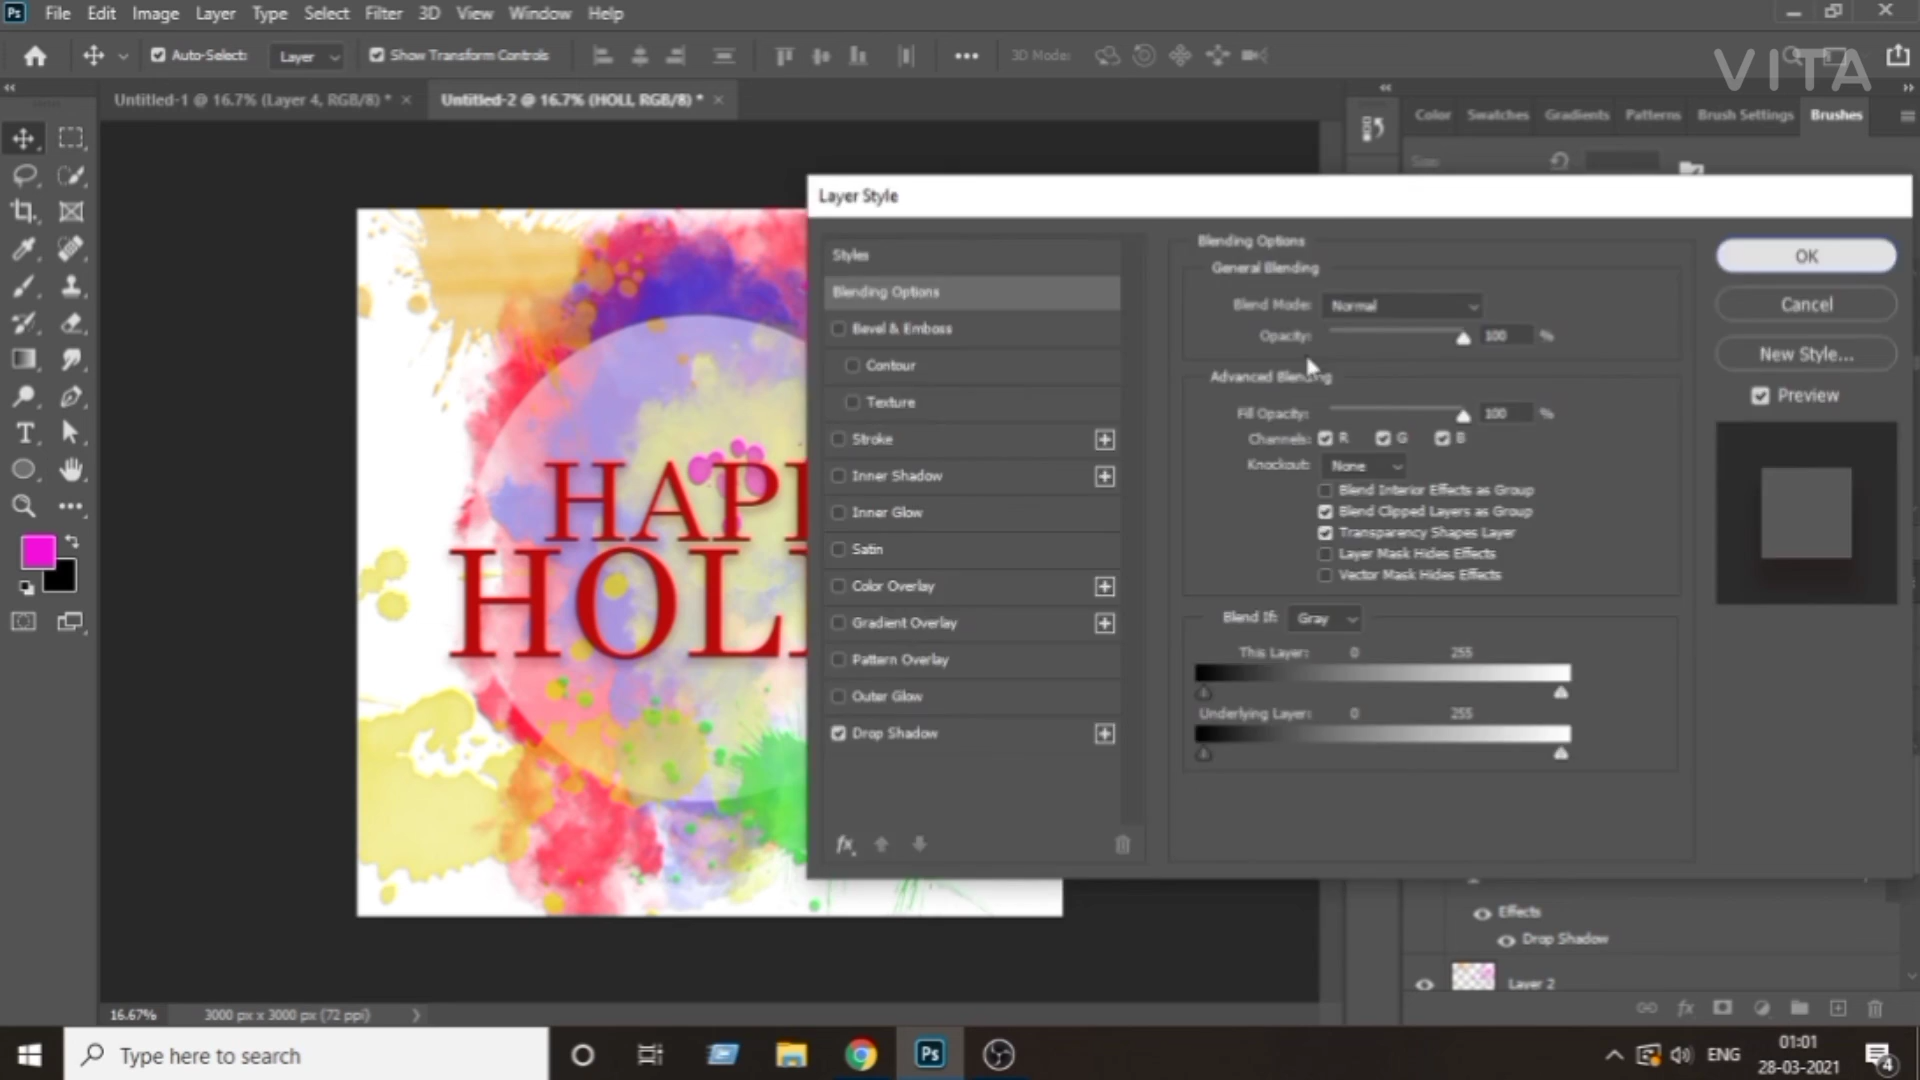 Ps File Edit Image Layer Type Select Filter 3D View Window Help
Auto-Select: Layer Show Transform Controls 3D Mode:
VITA
Untitled-1 @ 16.7% (Layer 4, RGB/8) * × Untitled-2 @ 16.7% (HOLI, RGB/8) * ×
Color Swatches Gradients Patterns Brush Settings Brushes
Size:
Layer Style
Styles
Blending Options
Bevel & Emboss
Contour
Texture
Stroke
Inner Shadow
Inner Glow
Satin
Color Overlay
Gradient Overlay
Pattern Overlay
Outer Glow
Drop Shadow
fx
Blending Options
General Blending
Blend Mode: Normal
Opacity: 100 %
Advanced Blending
Fill Opacity: 100 %
Channels: R G B
Knockout: None
Blend Interior Effects as Group
Blend Clipped Layers as Group
Transparency Shapes Layer
Layer Mask Hides Effects
Vector Mask Hides Effects
Blend If: Gray
This Layer: 0 255
Underlying Layer: 0 255
OK
Cancel
New Style...
Preview
HAPP
HOLI
Effects
Drop Shadow
Layer 2
fx
16.67% 3000 px x 3000 px (72 ppi)
Type here to search
Ps
ENG
01:01
28-03-2021
4